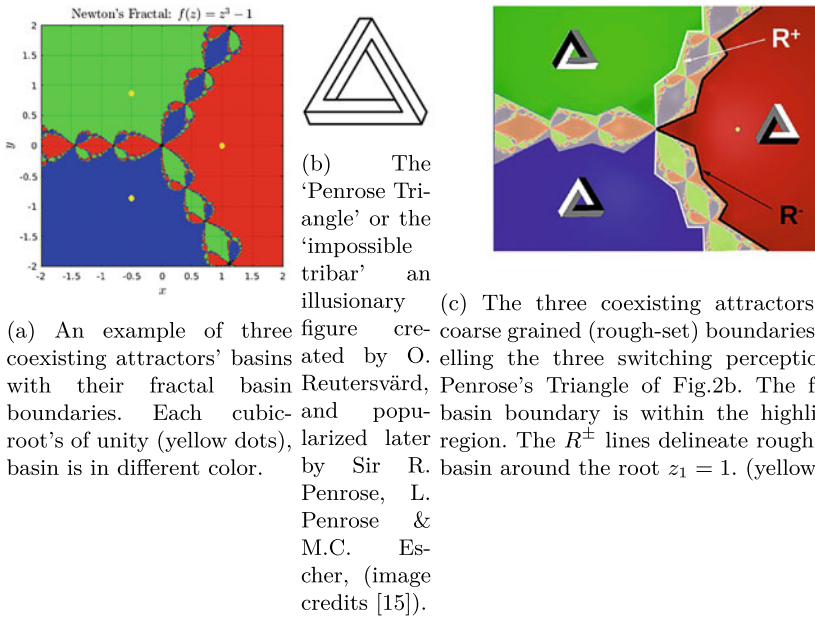 Newton's Fractal: f(z) = z³ − 1
2
1.5
1
0.5
0
-0.5
-1
-1.5
-2
y
-2 -1.5 -1 -0.5 0 0.5 1 1.5 2
x
(a) An example of three
coexisting attractors' basins
with their fractal basin
boundaries. Each cubic-
root's of unity (yellow dots),
basin is in different color.
(b) The
'Penrose Tri-
angle' or the
'impossible
tribar' an
illusionary
figure cre-
ated by O.
Reutersvärd,
and popu-
larized later
by Sir R.
Penrose, L.
Penrose &
M.C. Es-
cher, (image
credits [15]).
R⁺
R⁻
(c) The three coexisting attractors
coarse grained (rough-set) boundaries
elling the three switching perceptio
Penrose's Triangle of Fig.2b. The f
basin boundary is within the highli
region. The R± lines delineate rough
basin around the root z₁ = 1. (yellow